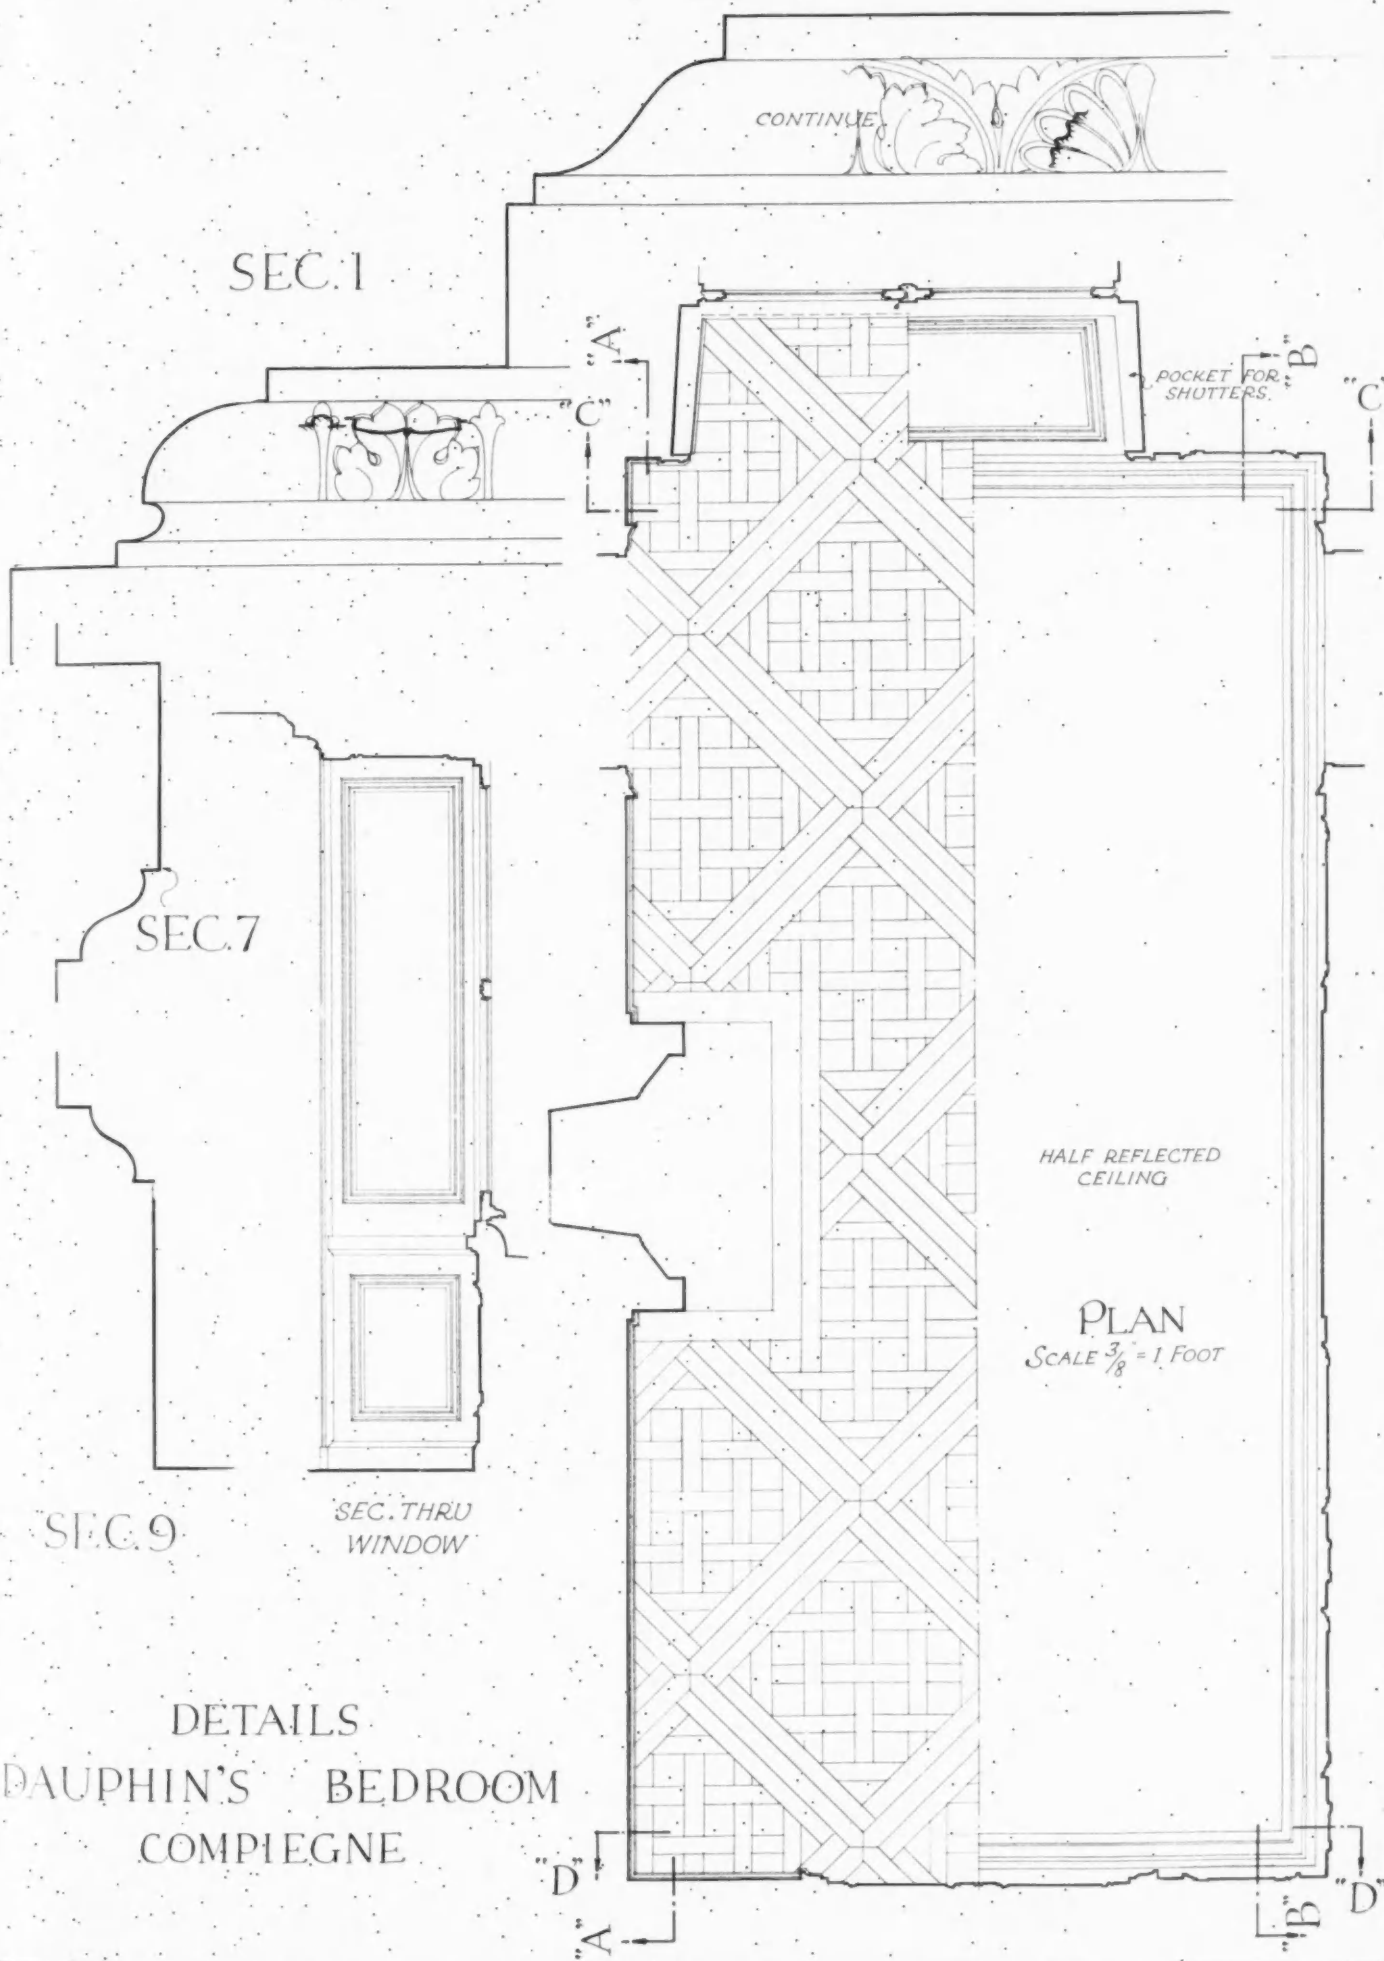 CONTINUE.
SEC. 1
"A"
"B"
"C"
POCKET FOR
SHUTTERS.
"C"
SEC. 7
HALF REFLECTED
CEILING
PLAN
SCALE 3/8" = 1 FOOT
SEC. 9
SEC. THRU
WINDOW
DETAILS
DAUPHIN'S BEDROOM
COMPIEGNE
"D"
"D"
"A"
"B"